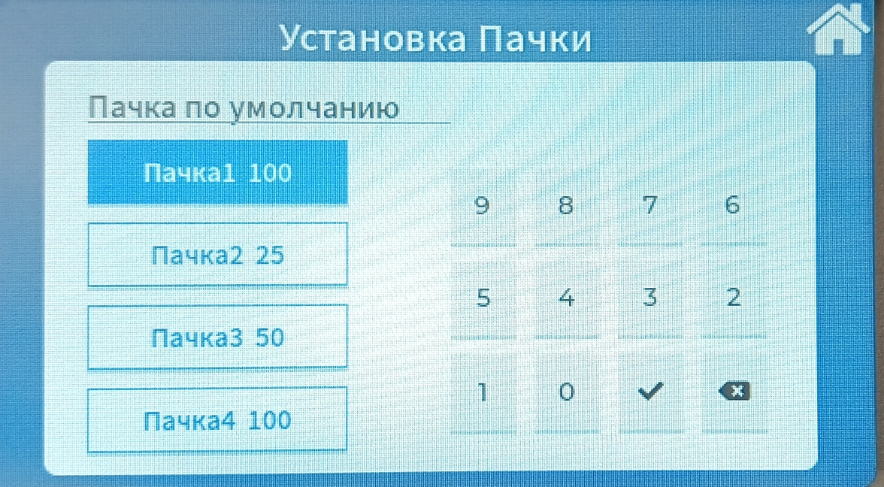 Установка Пачки
Пачка по умолчанию
Пачка1 100
Пачка2 25
Пачка3 50
Пачка4 100
9 8 7 6
5 4 3 2
1 0